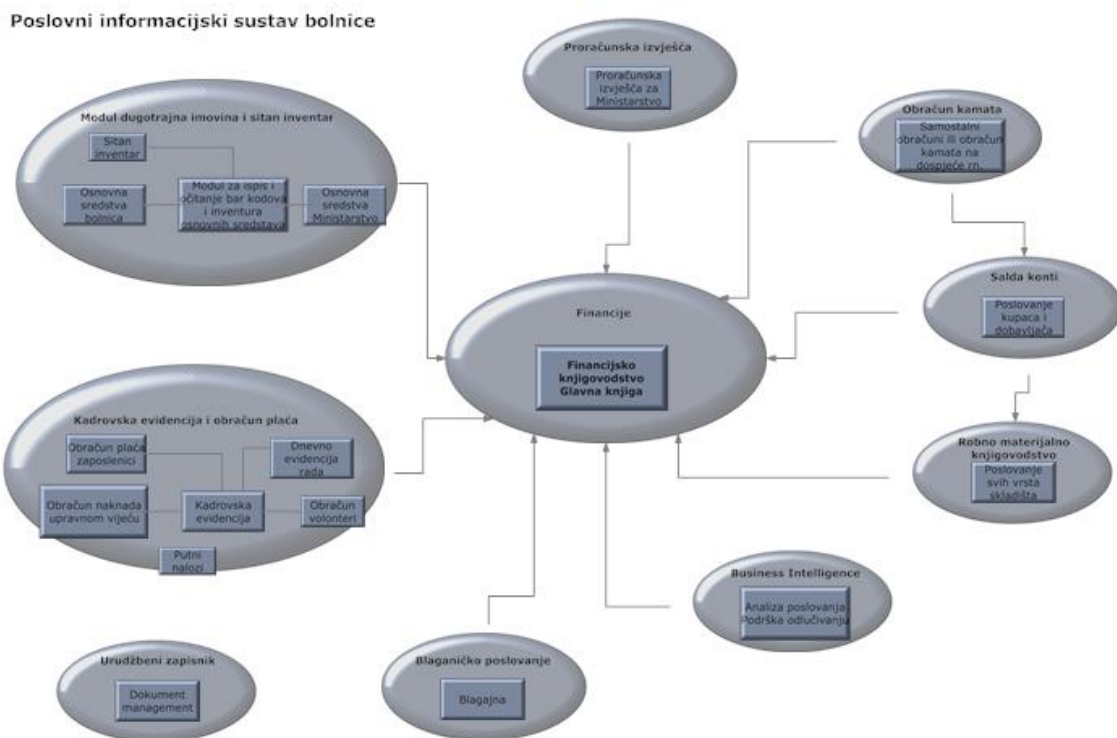 Poslovni informacijski sustav bolnice
Proračunska izvješća
Proračunska
izvješća za
Ministarstvo
Modul dugotrajna imovina i sitan inventar
Sitan
inventar
Osnovna
sredstva
bolnica
Modul za ispis i
očitanje bar kodova
i inventura
osnovnih sredstava
Osnovna
sredstva
Ministarstvo
Obračun kamata
Samostalni
obračuni ili obračun
kamata na
dospjeće rn.
Salda konti
Poslovanje
kupaca i
dobavljača
Financije
Financijsko
knjigovodstvo
Glavna knjiga
Kadrovska evidencija i obračun plaća
Obračun plaća
zaposlenici
Dnevno
evidencija
rada
Obračun naknada
upravnom vijeću
Kadrovska
evidencija
Obračun
volonteri
Putni
nalozi
Robno materijalno
knjigovodstvo
Poslovanje
svih vrsta
skladišta
Business Intelligence
Analiza poslovanja
Podrška odlučivanju
Urudžbeni zapisnik
Dokument
management
Blaganičko poslovanje
Blagajna